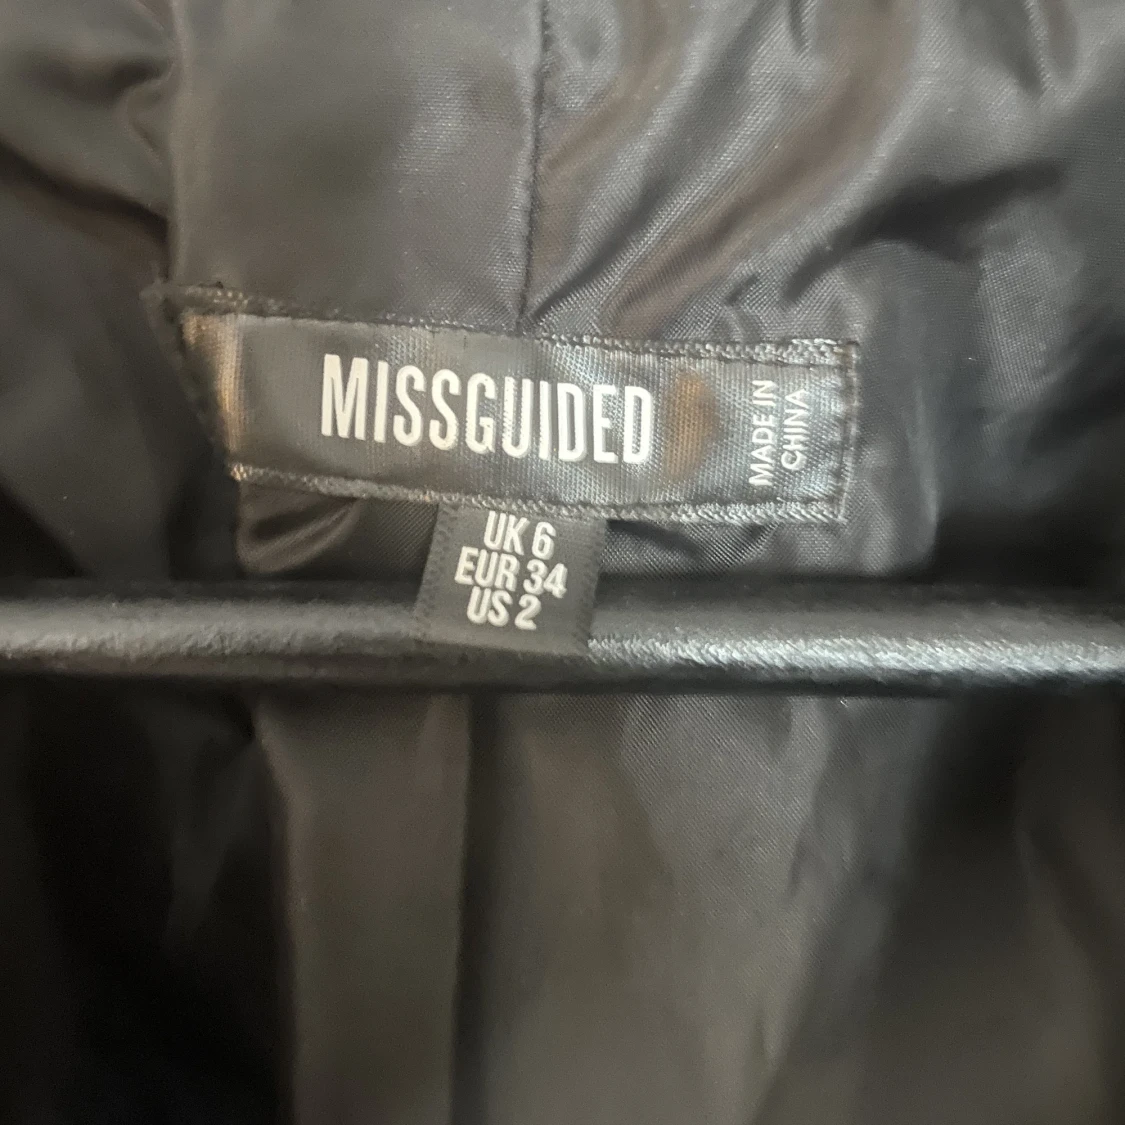 MISSGUIDED
MADE IN
CHINA
UK 6
EUR 34
US 2